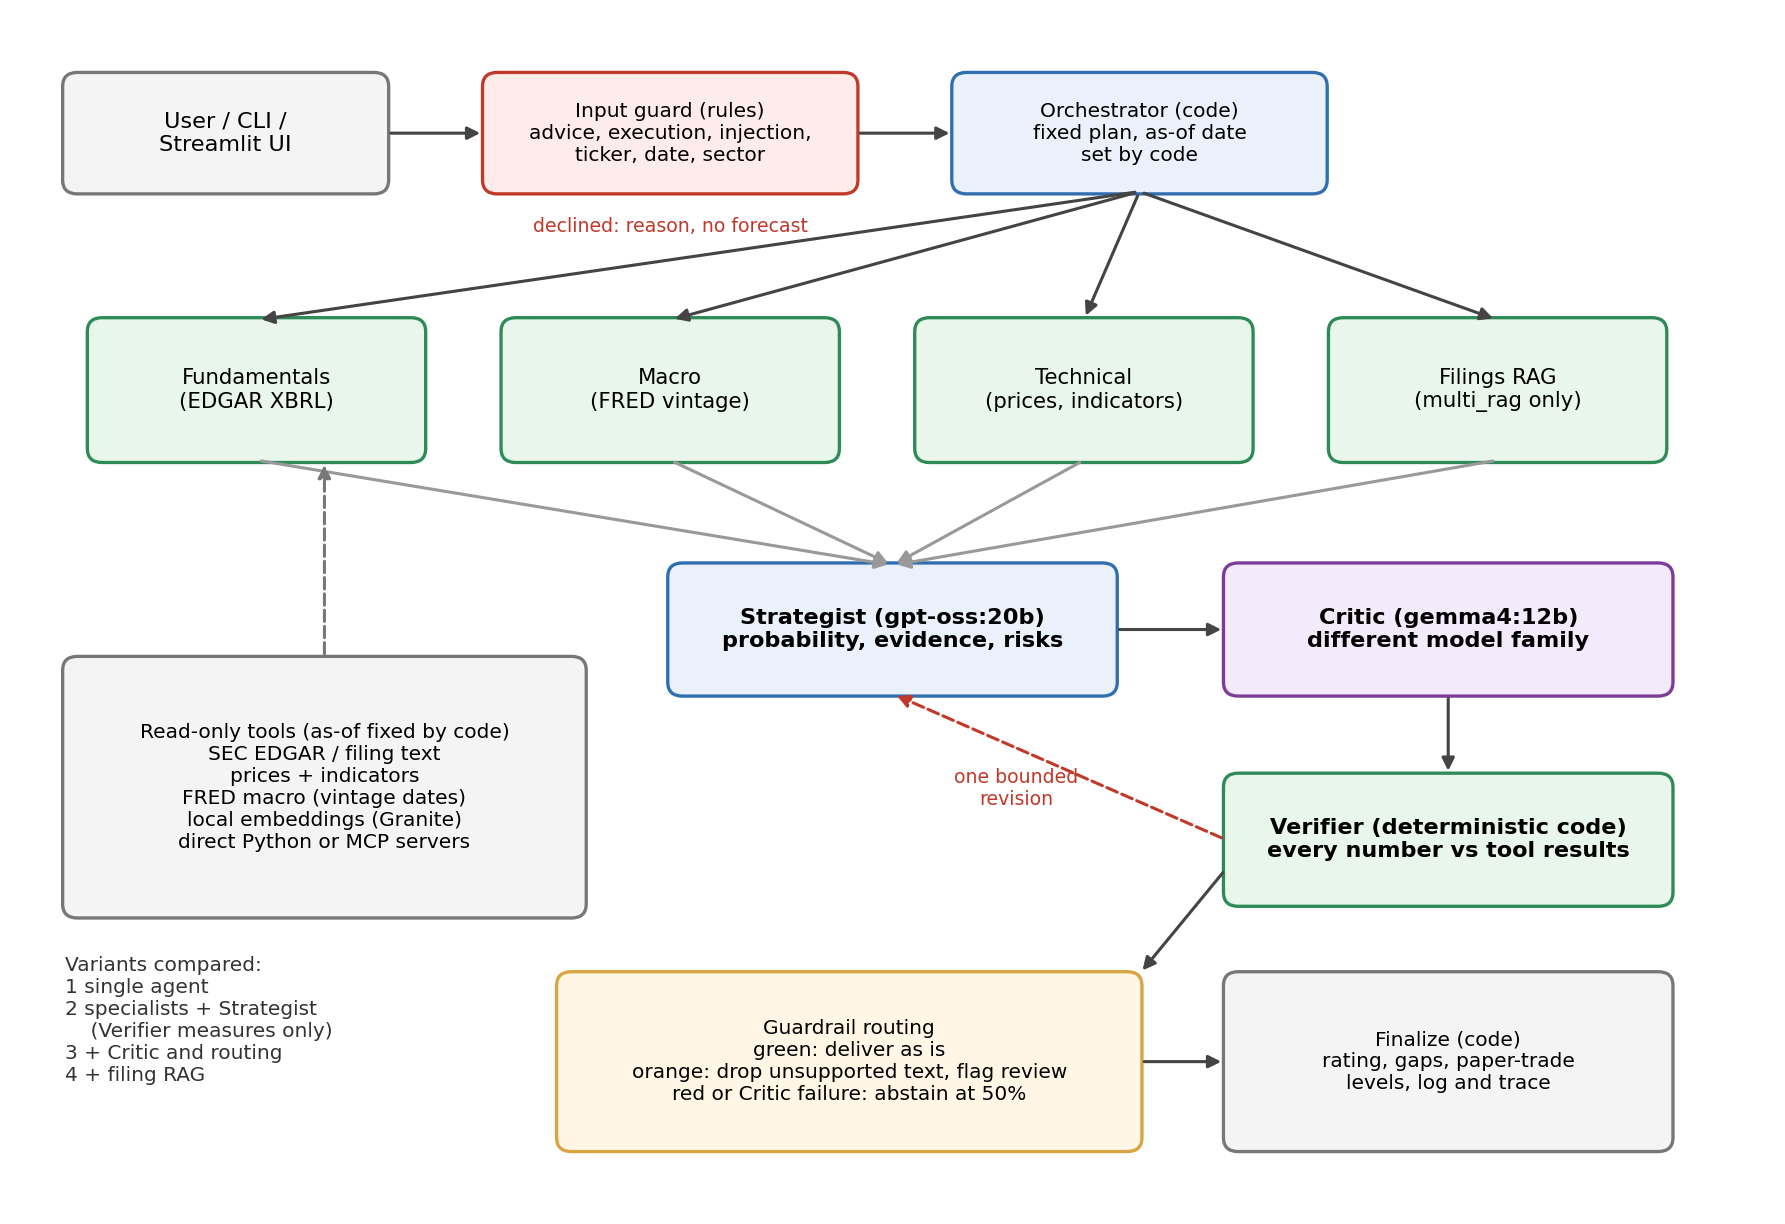 User / CLI /
Streamlit UI
Input guard (rules)
advice, execution, injection,
ticker, date, sector
Orchestrator (code)
fixed plan, as-of date
set by code
declined: reason, no forecast
Fundamentals
(EDGAR XBRL)
Macro
(FRED vintage)
Technical
(prices, indicators)
Filings RAG
(multi_rag only)
Strategist (gpt-oss:20b)
probability, evidence, risks
Critic (gemma4:12b)
different model family
Read-only tools (as-of fixed by code)
SEC EDGAR / filing text
prices + indicators
FRED macro (vintage dates)
local embeddings (Granite)
direct Python or MCP servers
one bounded
revision
Verifier (deterministic code)
every number vs tool results
Variants compared:
1 single agent
2 specialists + Strategist
(Verifier measures only)
3 + Critic and routing
4 + filing RAG
Guardrail routing
green: deliver as is
orange: drop unsupported text, flag review
red or Critic failure: abstain at 50%
Finalize (code)
rating, gaps, paper-trade
levels, log and trace